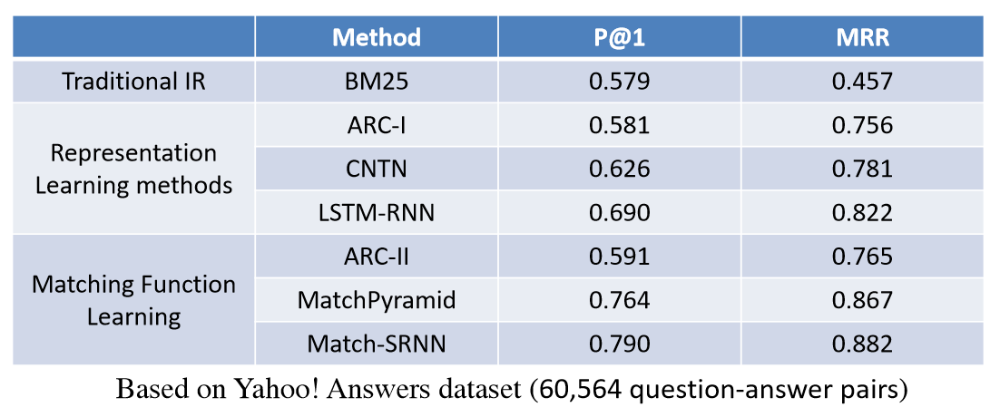 Method P@1 MRR
Traditional IR BM25 0.579 0.457
Representation
Learning methods
ARC-I 0.581 0.756
CNTN 0.626 0.781
LSTM-RNN 0.690 0.822
Matching Function
Learning
ARC-II 0.591 0.765
MatchPyramid 0.764 0.867
Match-SRNN 0.790 0.882
Based on Yahoo! Answers dataset (60,564 question-answer pairs)